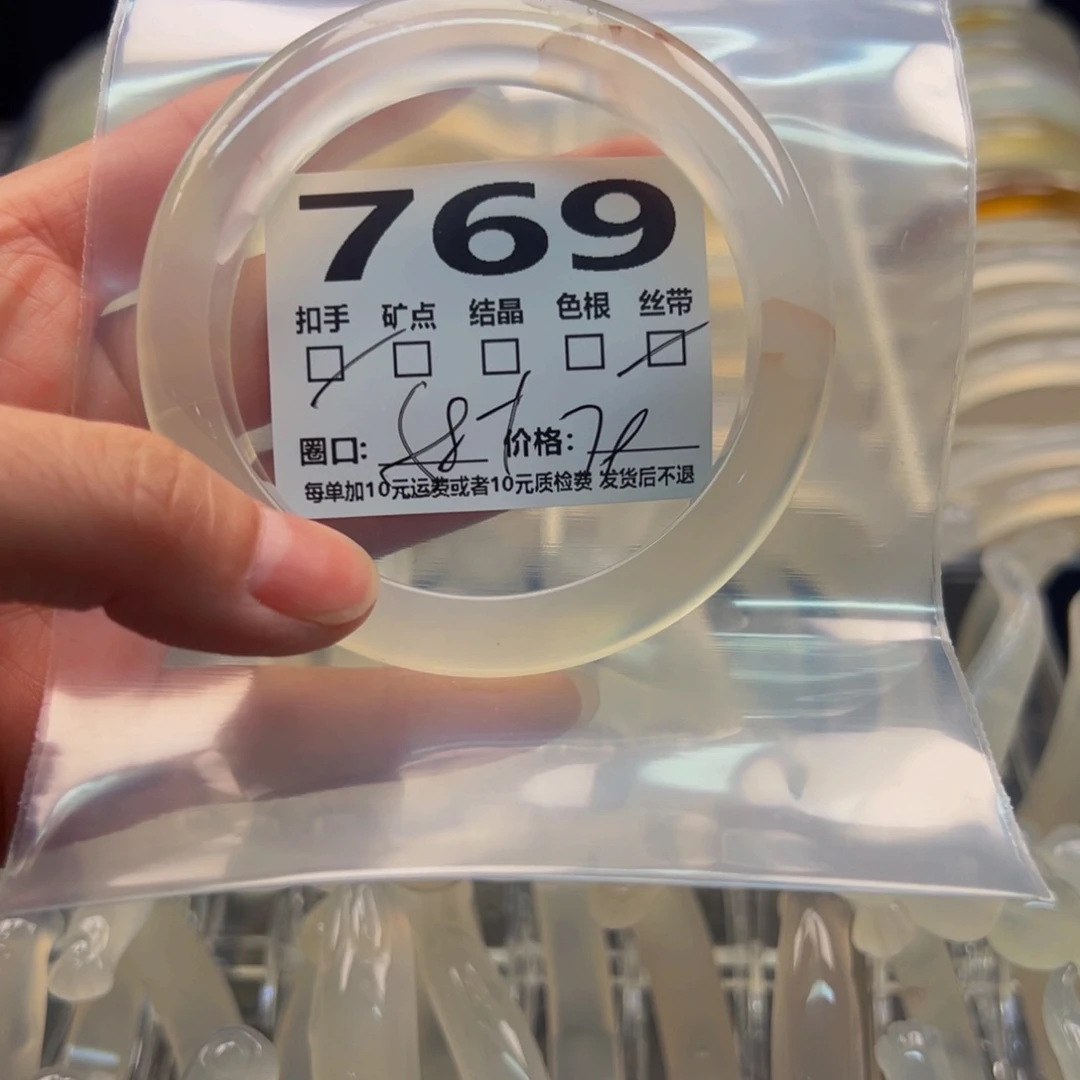 769
扣手 矿点 结晶 色根 丝带
圈口: 价格:
每单加10元运费或者10元质检费 发货后不退